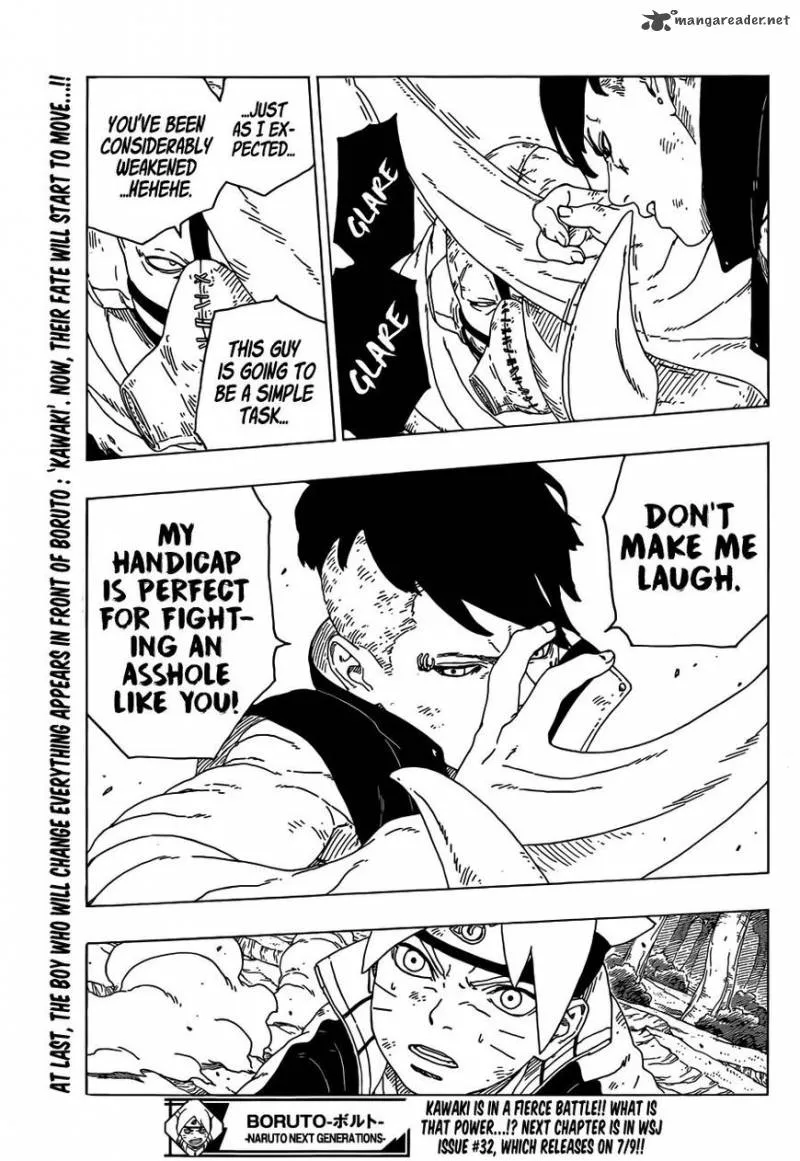 mangareader.net
...JUST
AS I EX-
PECTED...
YOU'VE BEEN
CONSIDERABLY
WEAKENED
...HEHEHE.
THIS GUY
IS GOING
TO BE A SIMPLE
TASK...
GLARE
GLARE
DON'T
MAKE ME
LAUGH.
MY
HANDICAP
IS PERFECT
FOR FIGHT-
ING AN
ASSHOLE
LIKE YOU!
AT LAST, THE BOY WHO WILL CHANGE EVERYTHING APPEARS IN FRONT OF BORUTO : 'KAWAKI'. NOW, THEIR FATE WILL START TO MOVE...!!
BORUTO-ボルト-
-NARUTO NEXT GENERATIONS-
KAWAKI IS IN A FIERCE BATTLE!! WHAT IS
THAT POWER...!? NEXT CHAPTER IS IN WSJ
ISSUE #32, WHICH RELEASES ON 7/9!!